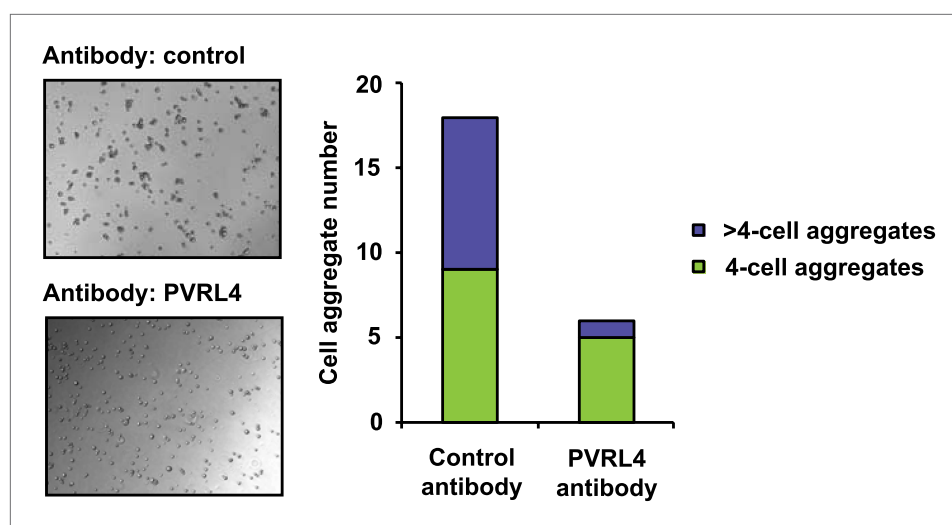 Antibody: control
Antibody: PVRL4
Cell aggregate number
20
15
10
5
0
Control
antibody
PVRL4
antibody
>4-cell aggregates
4-cell aggregates